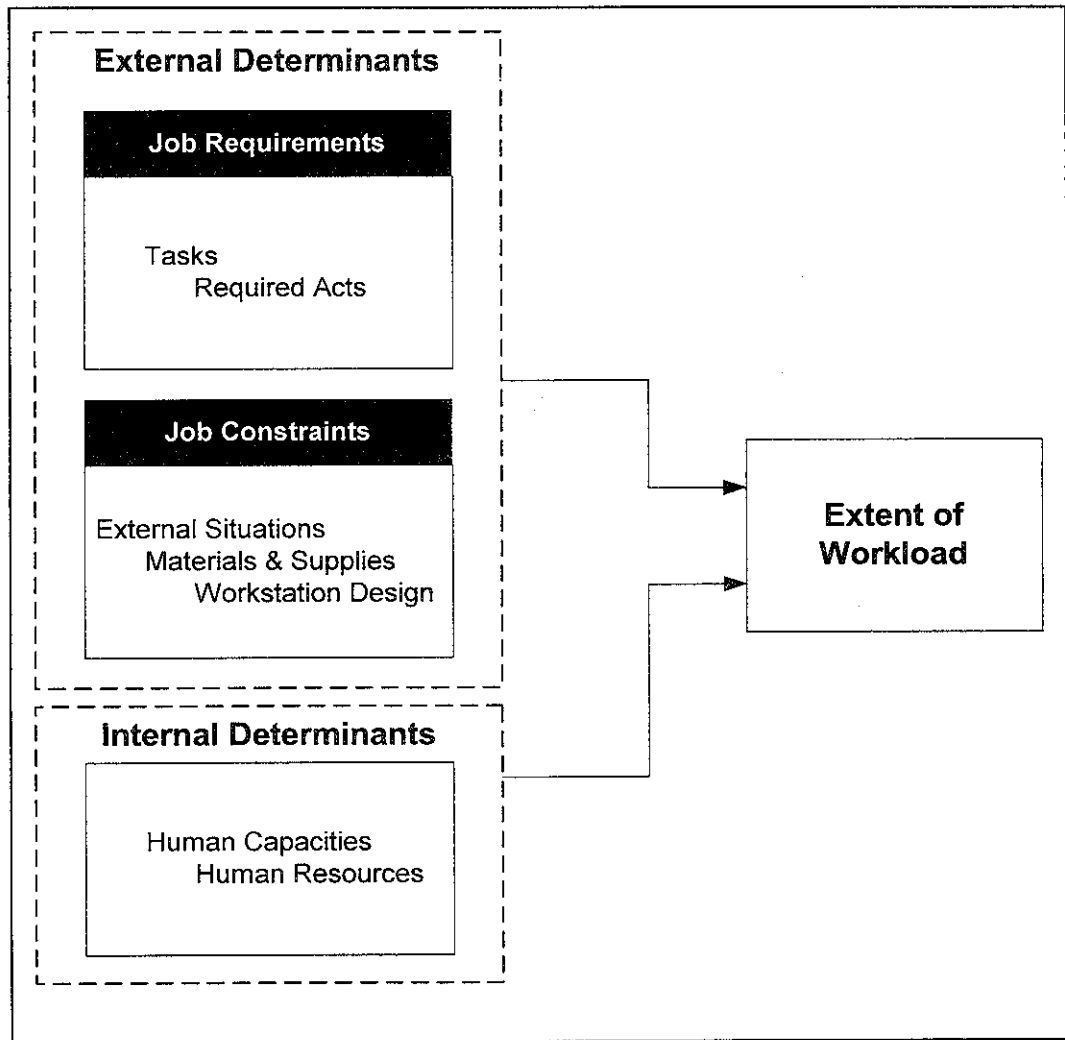 External Determinants
Job Requirements
Tasks
Required Acts
Job Constraints
External Situations
Materials & Supplies
Workstation Design
Internal Determinants
Human Capacities
Human Resources
Extent of
Workload